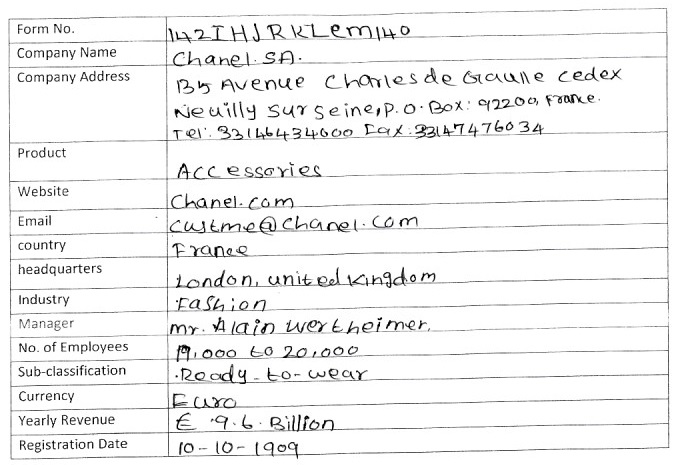 Form No. 142IHJRKLem140
Company Name Chanel.SA.
Company Address 135 Avenue Charles de Gaulle cedex
Neuilly sur seine, P.O. Box: 92200, France.
Tel: 33146434000 Fax: 33147476034
Product Accessories
Website Chanel.com
Email custme@chanel.com
country France
headquarters London, united kingdom
Industry Fashion
Manager mr. Alain wertheimer.
No. of Employees 19,000 to 20,000
Sub-classification Ready-to-wear
Currency Euro
Yearly Revenue € 9.6 Billion
Registration Date 10-10-1909